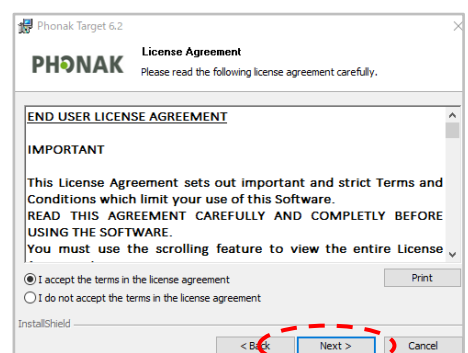 Phonak Target 6.2
PHONAK
License Agreement
Please read the following license agreement carefully.
END USER LICENSE AGREEMENT
IMPORTANT
This License Agreement sets out important and strict Terms and
Conditions which limit your use of this Software.
READ THIS AGREEMENT CAREFULLY AND COMPLETLY BEFORE
USING THE SOFTWARE.
You must use the scrolling feature to view the entire License
I accept the terms in the license agreement
Print
I do not accept the terms in the license agreement
InstallShield
< Back
Next >
Cancel